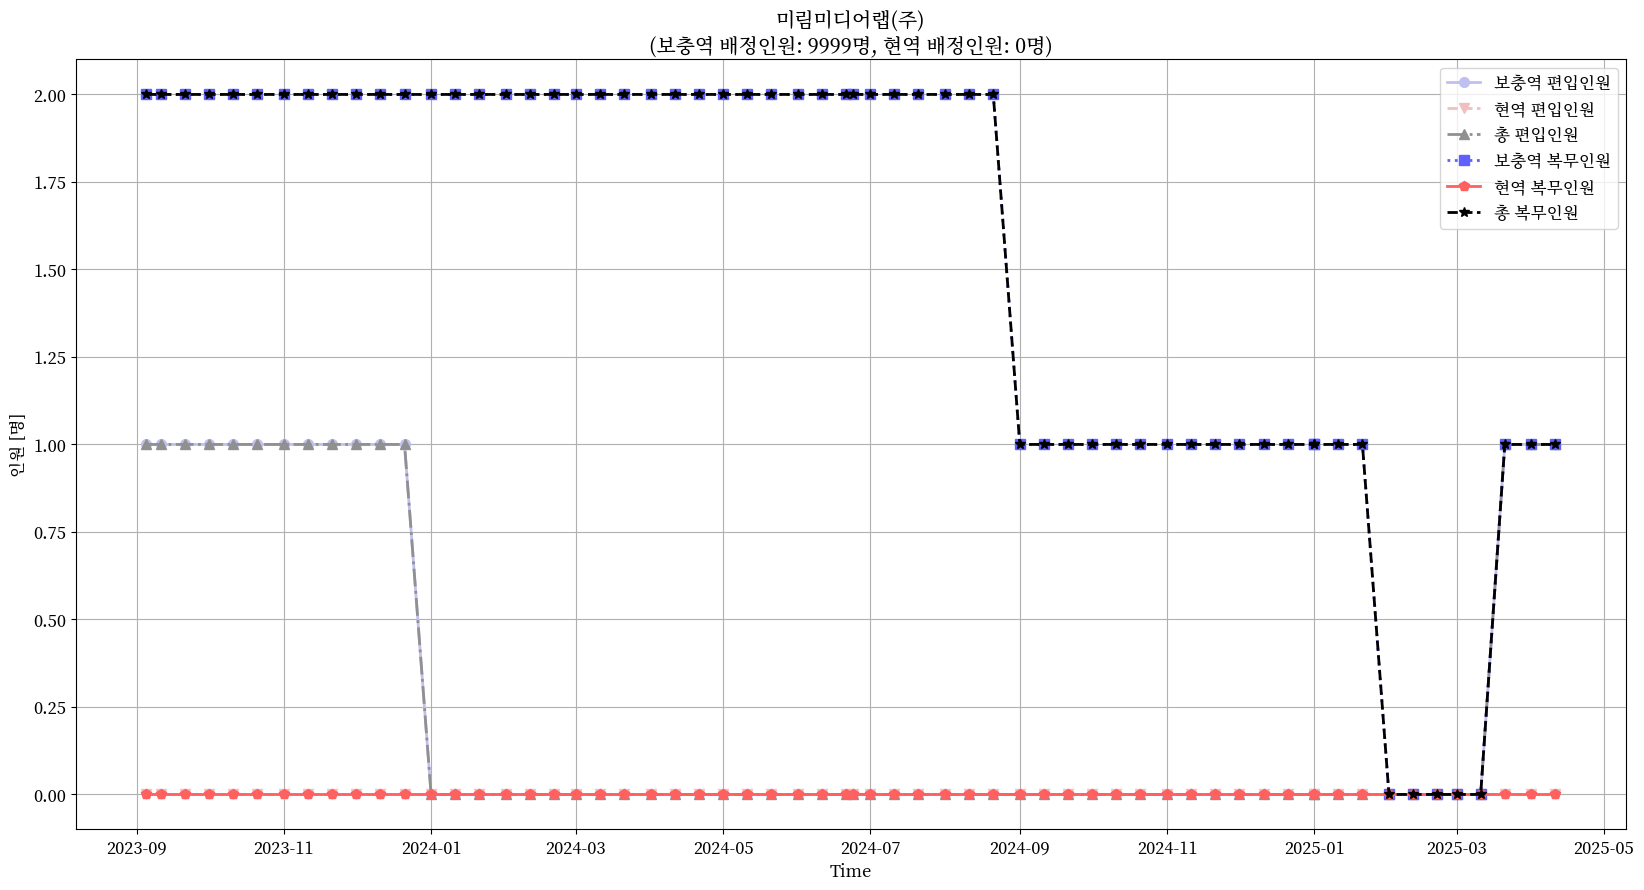 미림미디어랩(주)
(보충역 배정인원: 9999명, 현역 배정인원: 0명)
보충역 편입인원
현역 편입인원
총 편입인원
보충역 복무인원
현역 복무인원
총 복무인원
인원 [명]
2.00
1.75
1.50
1.25
1.00
0.75
0.50
0.25
0.00
2023-09 2023-11 2024-01 2024-03 2024-05 2024-07 2024-09 2024-11 2025-01 2025-03 2025-05
Time